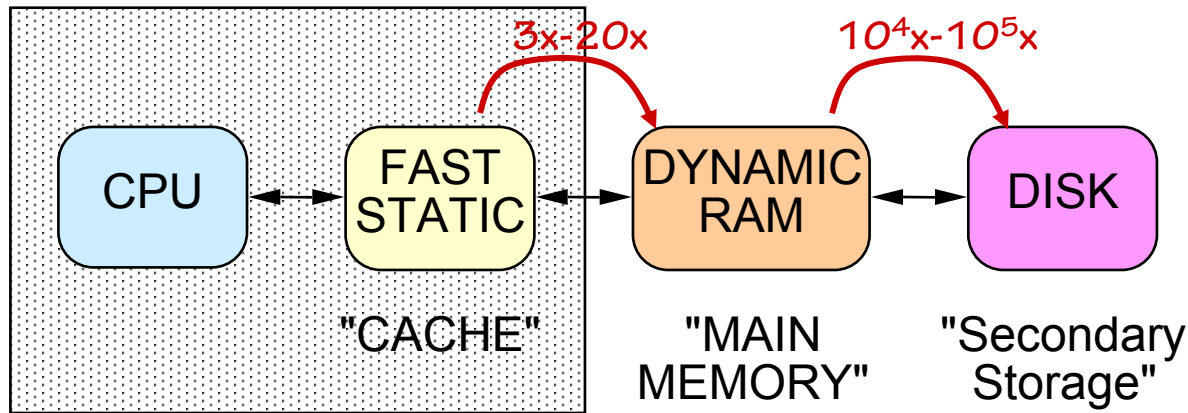 3x-20x
10⁴x-10⁵x
CPU
FAST
STATIC
DYNAMIC
RAM
DISK
"CACHE"
"MAIN
MEMORY"
"Secondary
Storage"